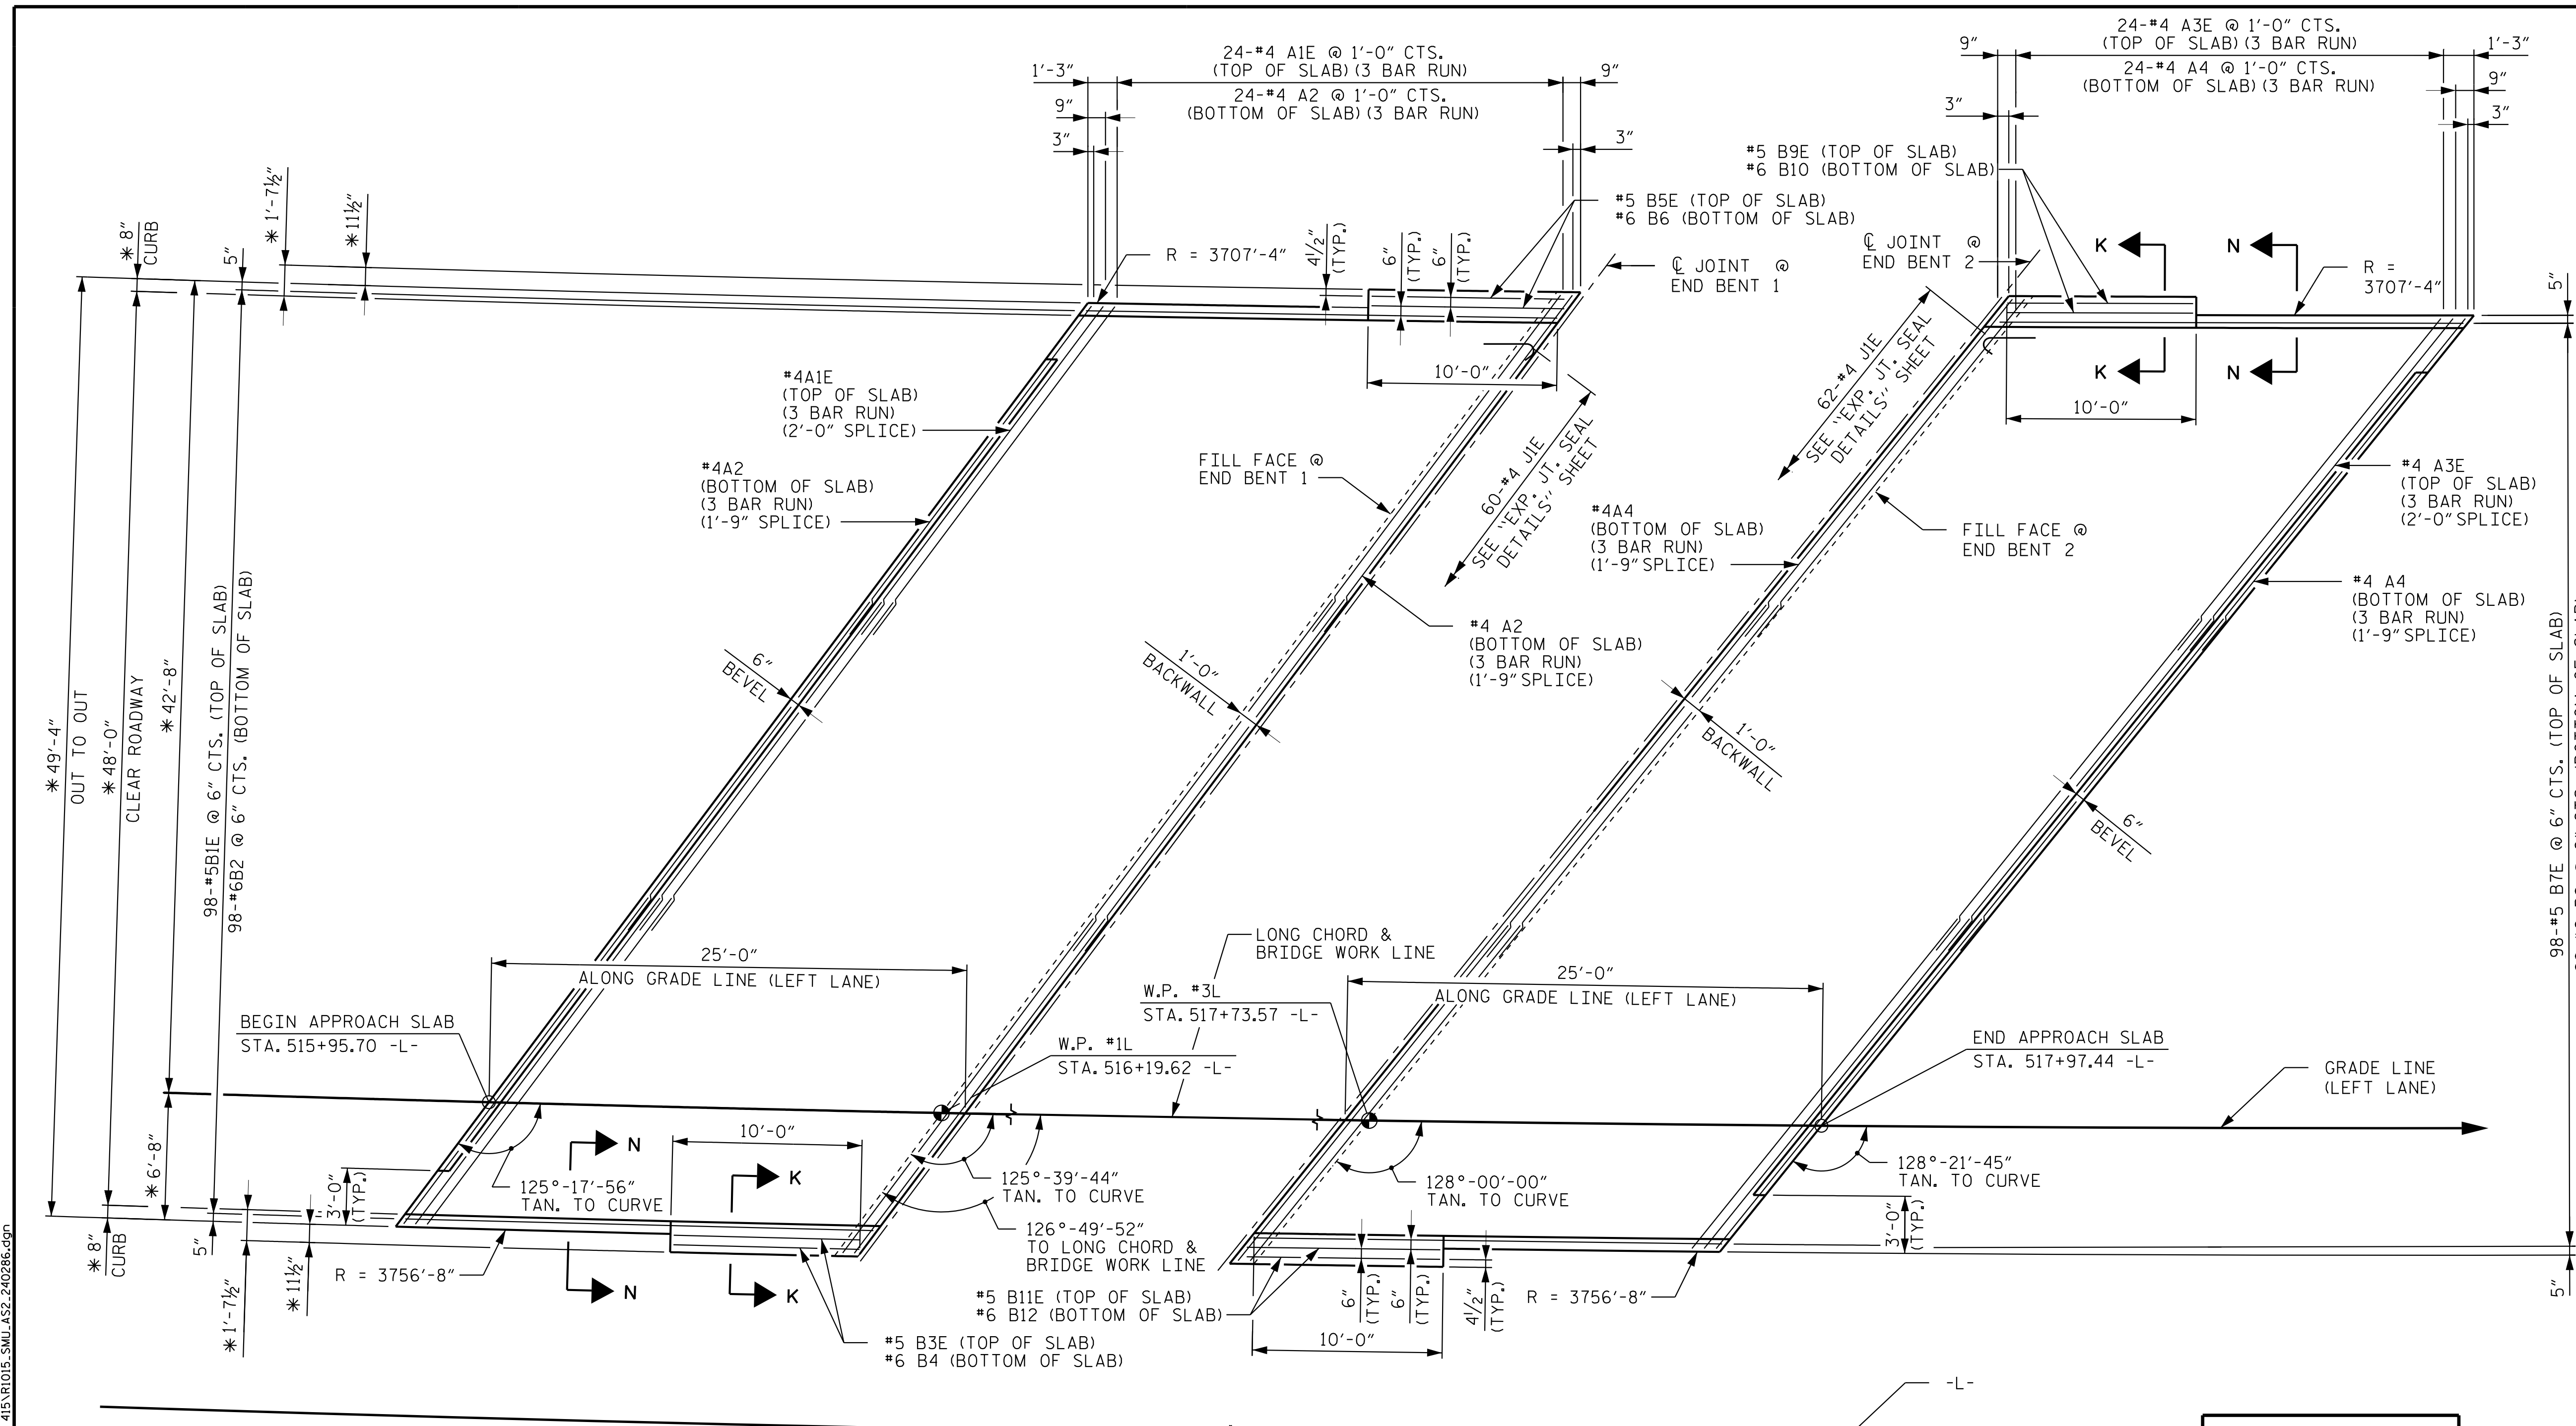 24-#4 A1E @ 1'-0" CTS.
(TOP OF SLAB) (3 BAR RUN)
24-#4 A2 @ 1'-0" CTS.
(BOTTOM OF SLAB) (3 BAR RUN)
1'-3"
9"
9"
3"
3"
24-#4 A3E @ 1'-0" CTS.
(TOP OF SLAB) (3 BAR RUN)
24-#4 A4 @ 1'-0" CTS.
(BOTTOM OF SLAB) (3 BAR RUN)
9"
1'-3"
9"
3"
3"
#5 B9E (TOP OF SLAB)
#6 B10 (BOTTOM OF SLAB)
#5 B5E (TOP OF SLAB)
#6 B6 (BOTTOM OF SLAB)
* 8"
CURB
5"
* 1'-7½"
*11½"
R = 3707'-4"
4½"
(TYP.)
6"
(TYP.)
6"
(TYP.)
℄ JOINT @
END BENT 1
℄ JOINT @
END BENT 2
K
N
R =
3707'-4"
5"
K
N
10'-0"
10'-0"
#4A1E
(TOP OF SLAB)
(3 BAR RUN)
(2'-0" SPLICE)
#4A2
(BOTTOM OF SLAB)
(3 BAR RUN)
(1'-9" SPLICE)
FILL FACE @
END BENT 1
60-#4 J1E
SEE "EXP. JT. SEAL
DETAILS" SHEET
62-#4 J1E
SEE "EXP. JT. SEAL
DETAILS" SHEET
#4A4
(BOTTOM OF SLAB)
(3 BAR RUN)
(1'-9" SPLICE)
FILL FACE @
END BENT 2
#4 A3E
(TOP OF SLAB)
(3 BAR RUN)
(2'-0" SPLICE)
#4 A4
(BOTTOM OF SLAB)
(3 BAR RUN)
(1'-9" SPLICE)
#4 A2
(BOTTOM OF SLAB)
(3 BAR RUN)
(1'-9" SPLICE)
*49'-4"
OUT TO OUT
*48'-0"
CLEAR ROADWAY
*42'-8"
98-#5B1E @ 6" CTS. (TOP OF SLAB)
98-#6B2 @ 6" CTS. (BOTTOM OF SLAB)
6"
BEVEL
1'-0"
BACKWALL
1'-0"
BACKWALL
6"
BEVEL
98-#5 B7E @ 6" CTS. (TOP OF SLAB)
25'-0"
ALONG GRADE LINE (LEFT LANE)
LONG CHORD &
BRIDGE WORK LINE
25'-0"
ALONG GRADE LINE (LEFT LANE)
BEGIN APPROACH SLAB
STA. 515+95.70 -L-
W.P. #1L
STA. 516+19.62 -L-
W.P. #3L
STA. 517+73.57 -L-
END APPROACH SLAB
STA. 517+97.44 -L-
GRADE LINE
(LEFT LANE)
*6'-8"
3'-0"
(TYP.)
125°-17'-56"
TAN. TO CURVE
N
10'-0"
K
125°-39'-44"
TAN. TO CURVE
126°-49'-52"
TO LONG CHORD &
BRIDGE WORK LINE
128°-00'-00"
TAN. TO CURVE
128°-21'-45"
TAN. TO CURVE
3'-0"
(TYP.)
* 8"
CURB
5"
*1'-7½"
*11½"
R = 3756'-8"
N
K
#5 B3E (TOP OF SLAB)
#6 B4 (BOTTOM OF SLAB)
#5 B11E (TOP OF SLAB)
#6 B12 (BOTTOM OF SLAB)
10'-0"
6"
(TYP.)
6"
(TYP.)
4½"
(TYP.)
R = 3756'-8"
5"
-L-
415\R1015_SMU_AS2_240286.dgn